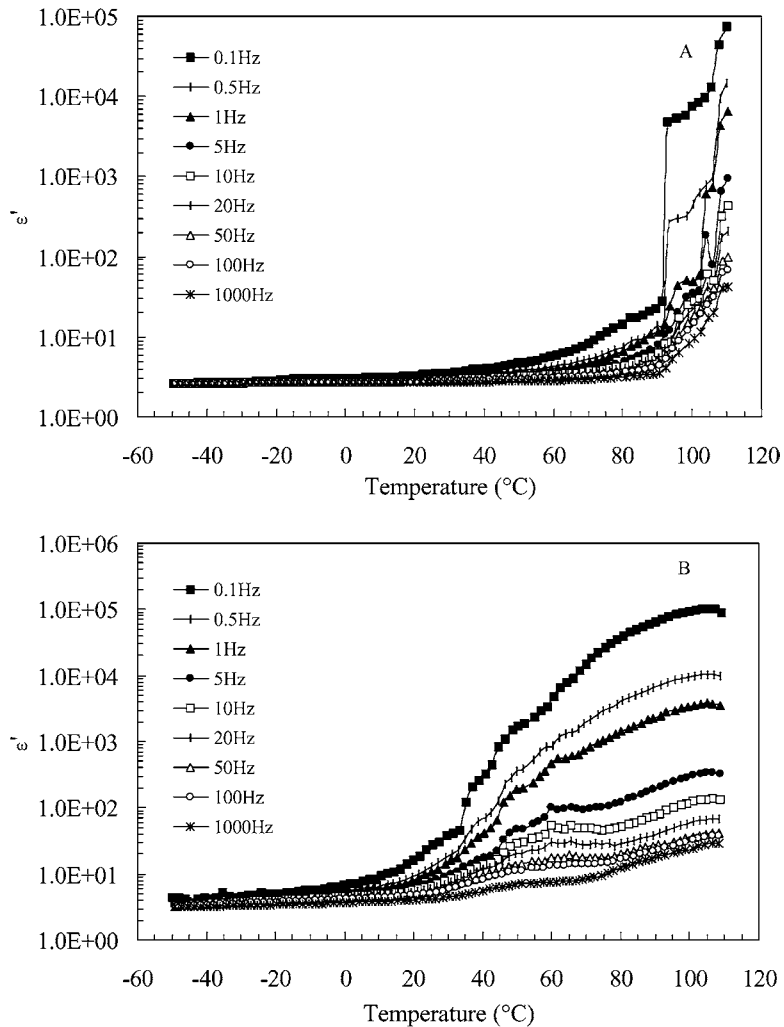 1.0E+05
1.0E+04
1.0E+03
1.0E+02
1.0E+01
1.0E+00
ε'
A
0.1Hz
0.5Hz
1Hz
5Hz
10Hz
20Hz
50Hz
100Hz
1000Hz
-60 -40 -20 0 20 40 60 80 100 120
Temperature (°C)
1.0E+06
1.0E+05
1.0E+04
1.0E+03
1.0E+02
1.0E+01
1.0E+00
ε'
B
0.1Hz
0.5Hz
1Hz
5Hz
10Hz
20Hz
50Hz
100Hz
1000Hz
-60 -40 -20 0 20 40 60 80 100 120
Temperature (°C)